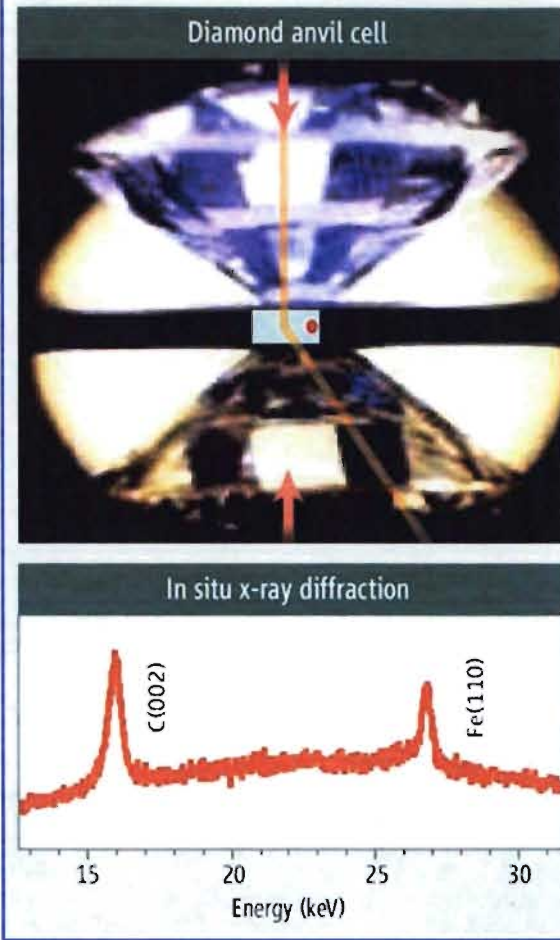 Diamond anvil cell
In situ x-ray diffraction
C(002)
Fe(110)
15 20 25 30
Energy (keV)